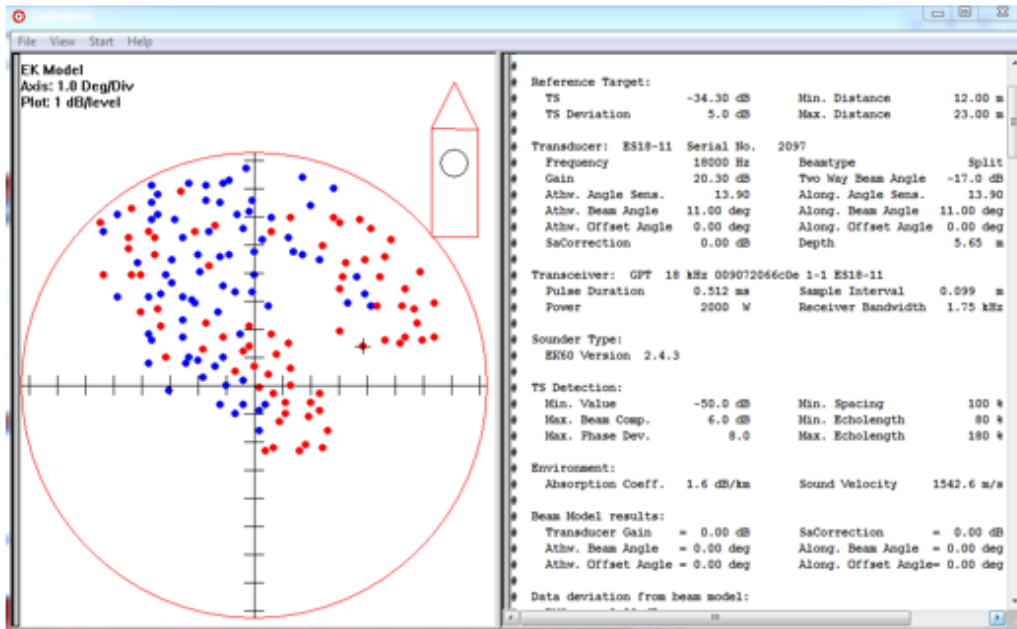 Calibration
File View Start Help
EK Model
Axis: 1.0 Deg/Div
Plot: 1 dB/level
#
# Reference Target:
# TS -34.30 dB Min. Distance 12.00 m
# TS Deviation 5.0 dB Max. Distance 23.00 m
#
# Transducer: ES18-11 Serial No. 2097
# Frequency 18000 Hz Beamtype Split
# Gain 20.30 dB Two Way Beam Angle -17.0 dB
# Athw. Angle Sens. 13.90 Along. Angle Sens. 13.90
# Athw. Beam Angle 11.00 deg Along. Beam Angle 11.00 deg
# Athw. Offset Angle 0.00 deg Along. Offset Angle 0.00 deg
# SaCorrection 0.00 dB Depth 5.65 m
#
# Transceiver: GPT 18 kHz 009072066c0e 1-1 ES18-11
# Pulse Duration 0.512 ms Sample Interval 0.099 m
# Power 2000 W Receiver Bandwidth 1.75 kHz
#
# Sounder Type:
# EK60 Version 2.4.3
#
# TS Detection:
# Min. Value -50.0 dB Min. Spacing 100 %
# Max. Beam Comp. 6.0 dB Min. Echolength 80 %
# Max. Phase Dev. 8.0 Max. Echolength 180 %
#
# Environment:
# Absorption Coeff. 1.6 dB/km Sound Velocity 1542.6 m/s
#
# Beam Model results:
# Transducer Gain = 0.00 dB SaCorrection = 0.00 dB
# Athw. Beam Angle = 0.00 deg Along. Beam Angle = 0.00 deg
# Athw. Offset Angle = 0.00 deg Along. Offset Angle= 0.00 deg
#
# Data deviation from beam model: